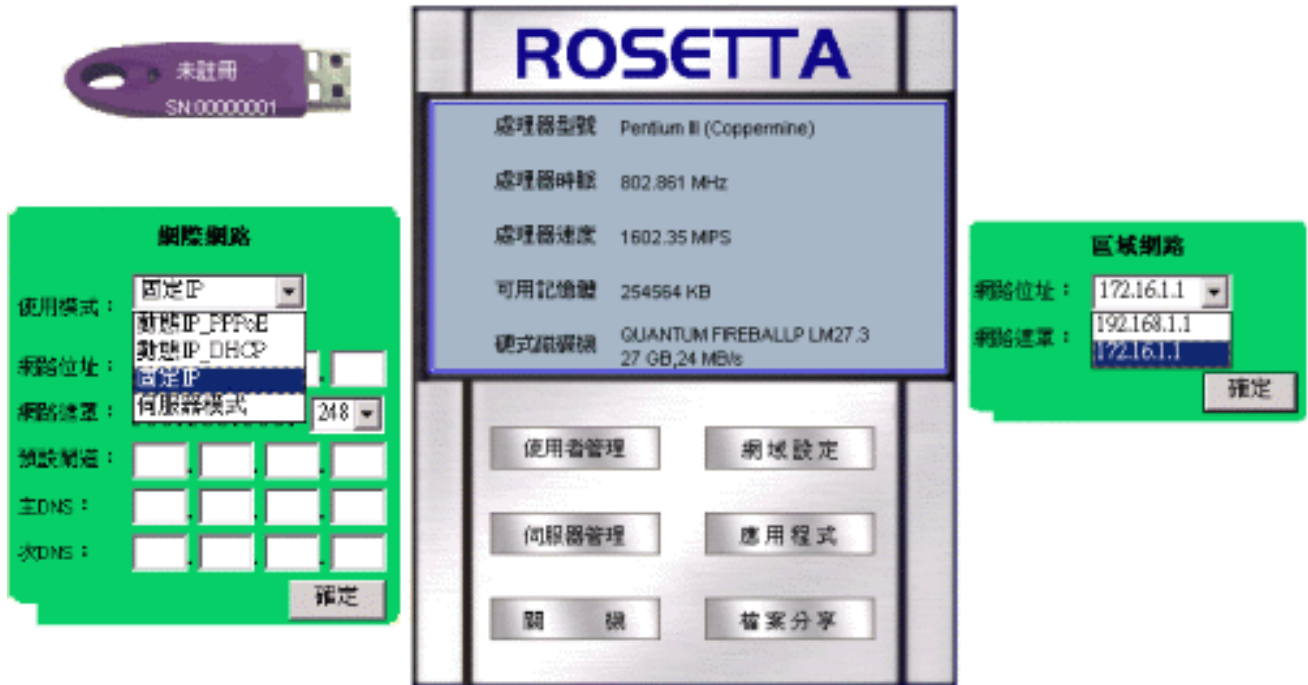 未註冊
SN:00000001
網際網路
使用模式：
固定IP
動態IP_PPPoE
動態IP_DHCP
固定IP
伺服器模式
網路位址：
網路遮罩：
248
預設閘道：
主DNS：
次DNS：
確定
ROSETTA
處理器型號 Pentium III (Coppermine)
處理器時脈 802.861 MHz
處理器速度 1602.35 MIPS
可用記憶體 254564 KB
硬式磁碟機 QUANTUM FIREBALLP LM27.3
27 GB,24 MB/s
使用者管理 網域設定
伺服器管理 應用程式
關 機 檔案分享
區域網路
網路位址： 172.16.1.1
192.168.1.1
172.16.1.1
網路遮罩：
確定